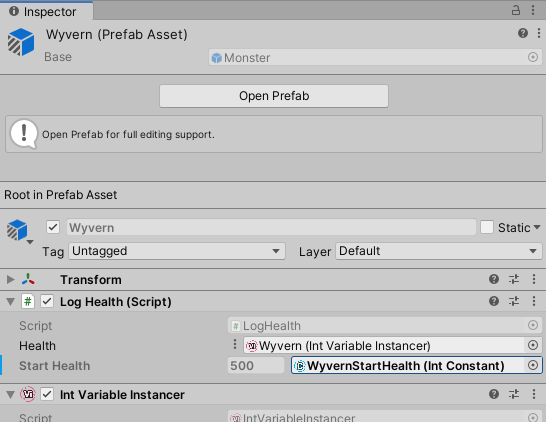 Inspector
Wyvern (Prefab Asset)
Base Monster
Open Prefab
Open Prefab for full editing support.
Root in Prefab Asset
Wyvern Static
Tag Untagged Layer Default
Transform
# Log Health (Script)
Script # LogHealth
Health Wyvern (Int Variable Instancer)
Start Health 500 WyvernStartHealth (Int Constant)
Int Variable Instancer
Script IntVariableInstancer